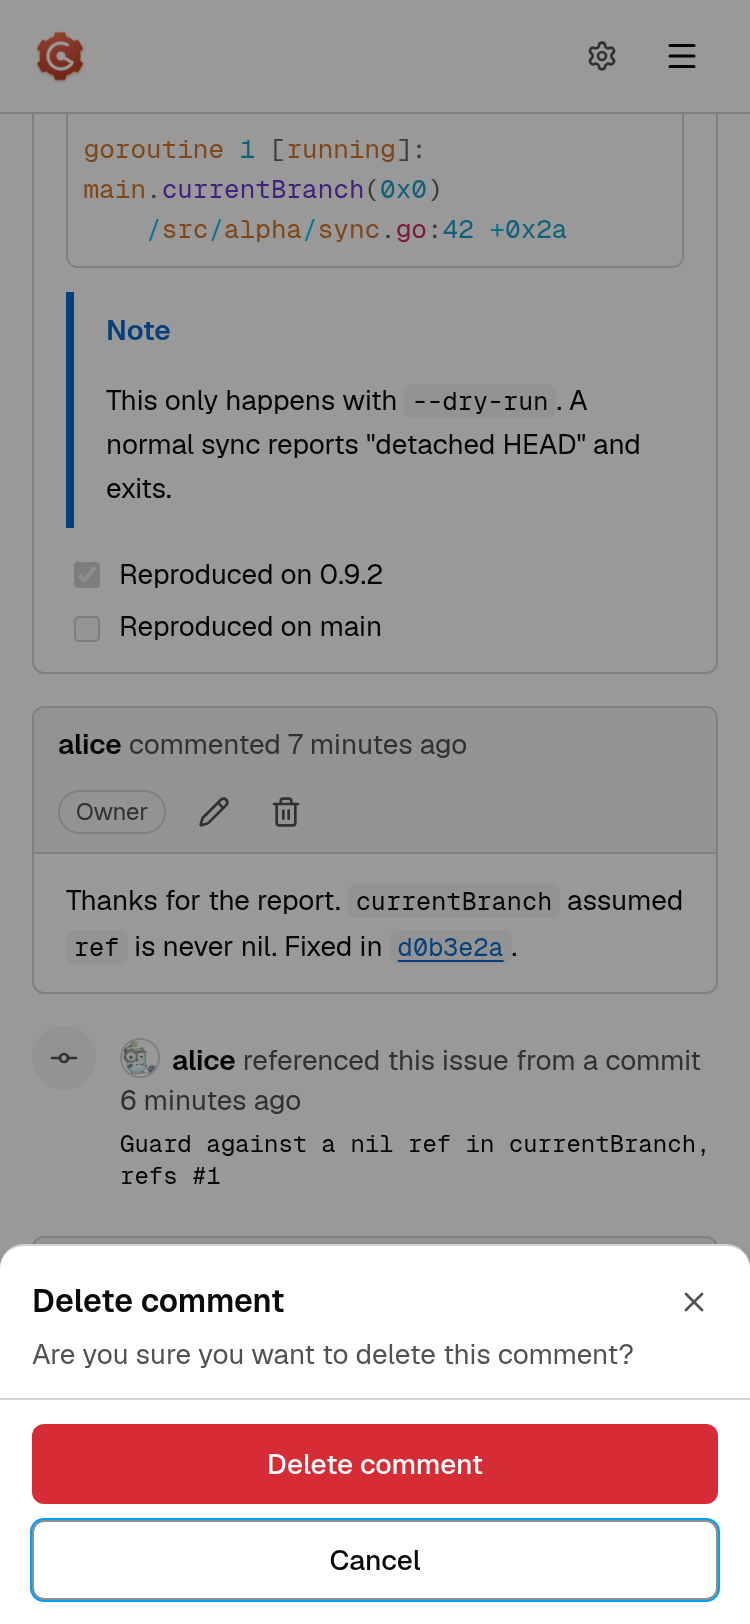 goroutine 1 [running]:
main.currentBranch(0x0)
/src/alpha/sync.go:42 +0x2a
Note
This only happens with --dry-run. A
normal sync reports "detached HEAD" and
exits.
Reproduced on 0.9.2
Reproduced on main
alice commented 7 minutes ago
Owner
Thanks for the report. currentBranch assumed
ref is never nil. Fixed in d0b3e2a.
alice referenced this issue from a commit
6 minutes ago
Guard against a nil ref in currentBranch,
refs #1
Delete comment
Are you sure you want to delete this comment?
Delete comment
Cancel